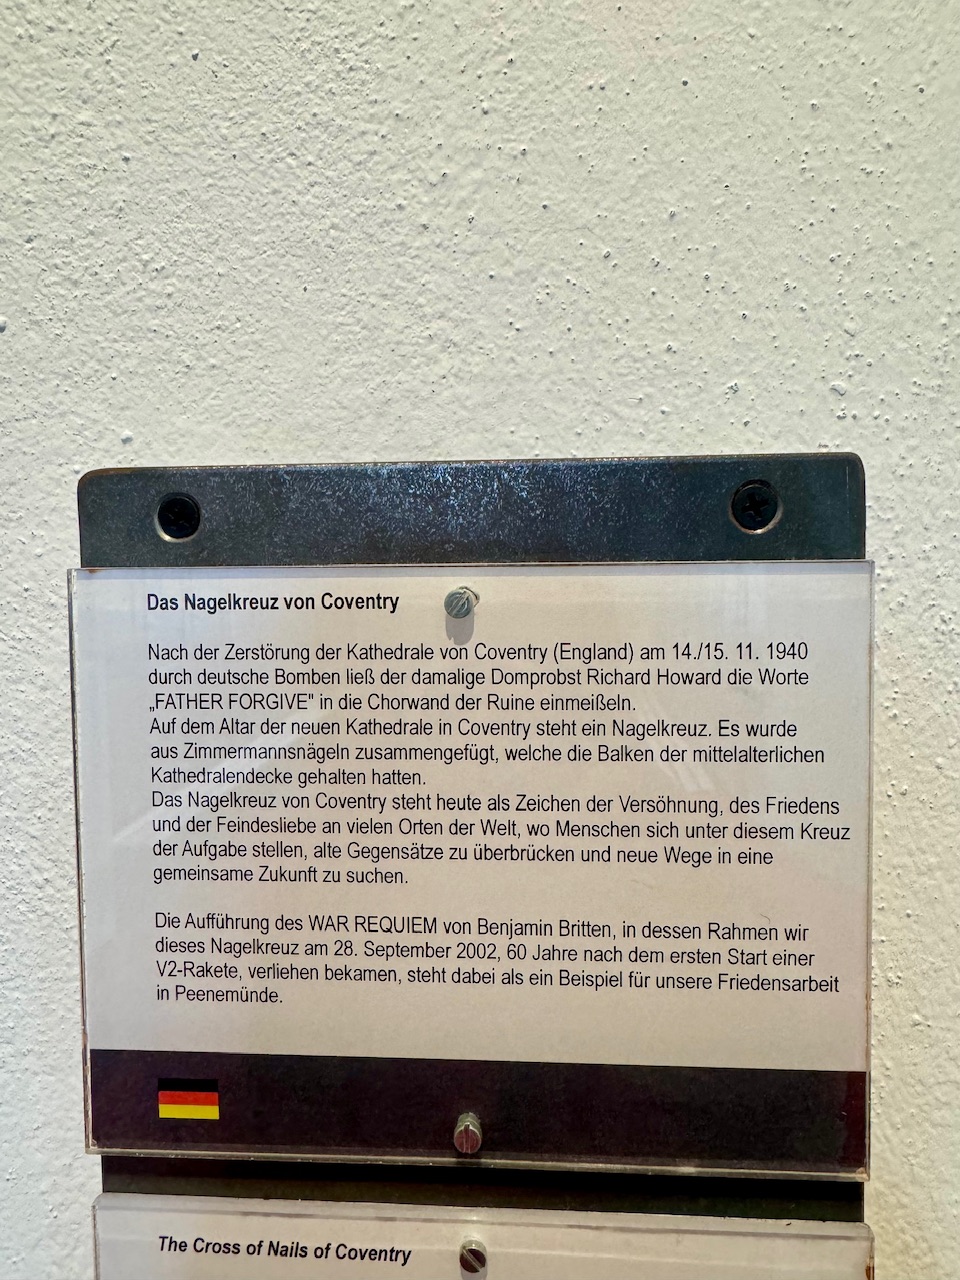 Das Nagelkreuz von Coventry
Nach der Zerstörung der Kathedrale von Coventry (England) am 14./15. 11. 1940
durch deutsche Bomben ließ der damalige Domprobst Richard Howard die Worte
„FATHER FORGIVE" in die Chorwand der Ruine einmeißeln.
Auf dem Altar der neuen Kathedrale in Coventry steht ein Nagelkreuz. Es wurde
aus Zimmermannsnägeln zusammengefügt, welche die Balken der mittelalterlichen
Kathedralendecke gehalten hatten.
Das Nagelkreuz von Coventry steht heute als Zeichen der Versöhnung, des Friedens
und der Feindesliebe an vielen Orten der Welt, wo Menschen sich unter diesem Kreuz
der Aufgabe stellen, alte Gegensätze zu überbrücken und neue Wege in eine
gemeinsame Zukunft zu suchen.
Die Aufführung des WAR REQUIEM von Benjamin Britten, in dessen Rahmen wir
dieses Nagelkreuz am 28. September 2002, 60 Jahre nach dem ersten Start einer
V2-Rakete, verliehen bekamen, steht dabei als ein Beispiel für unsere Friedensarbeit
in Peenemünde.
The Cross of Nails of Coventry